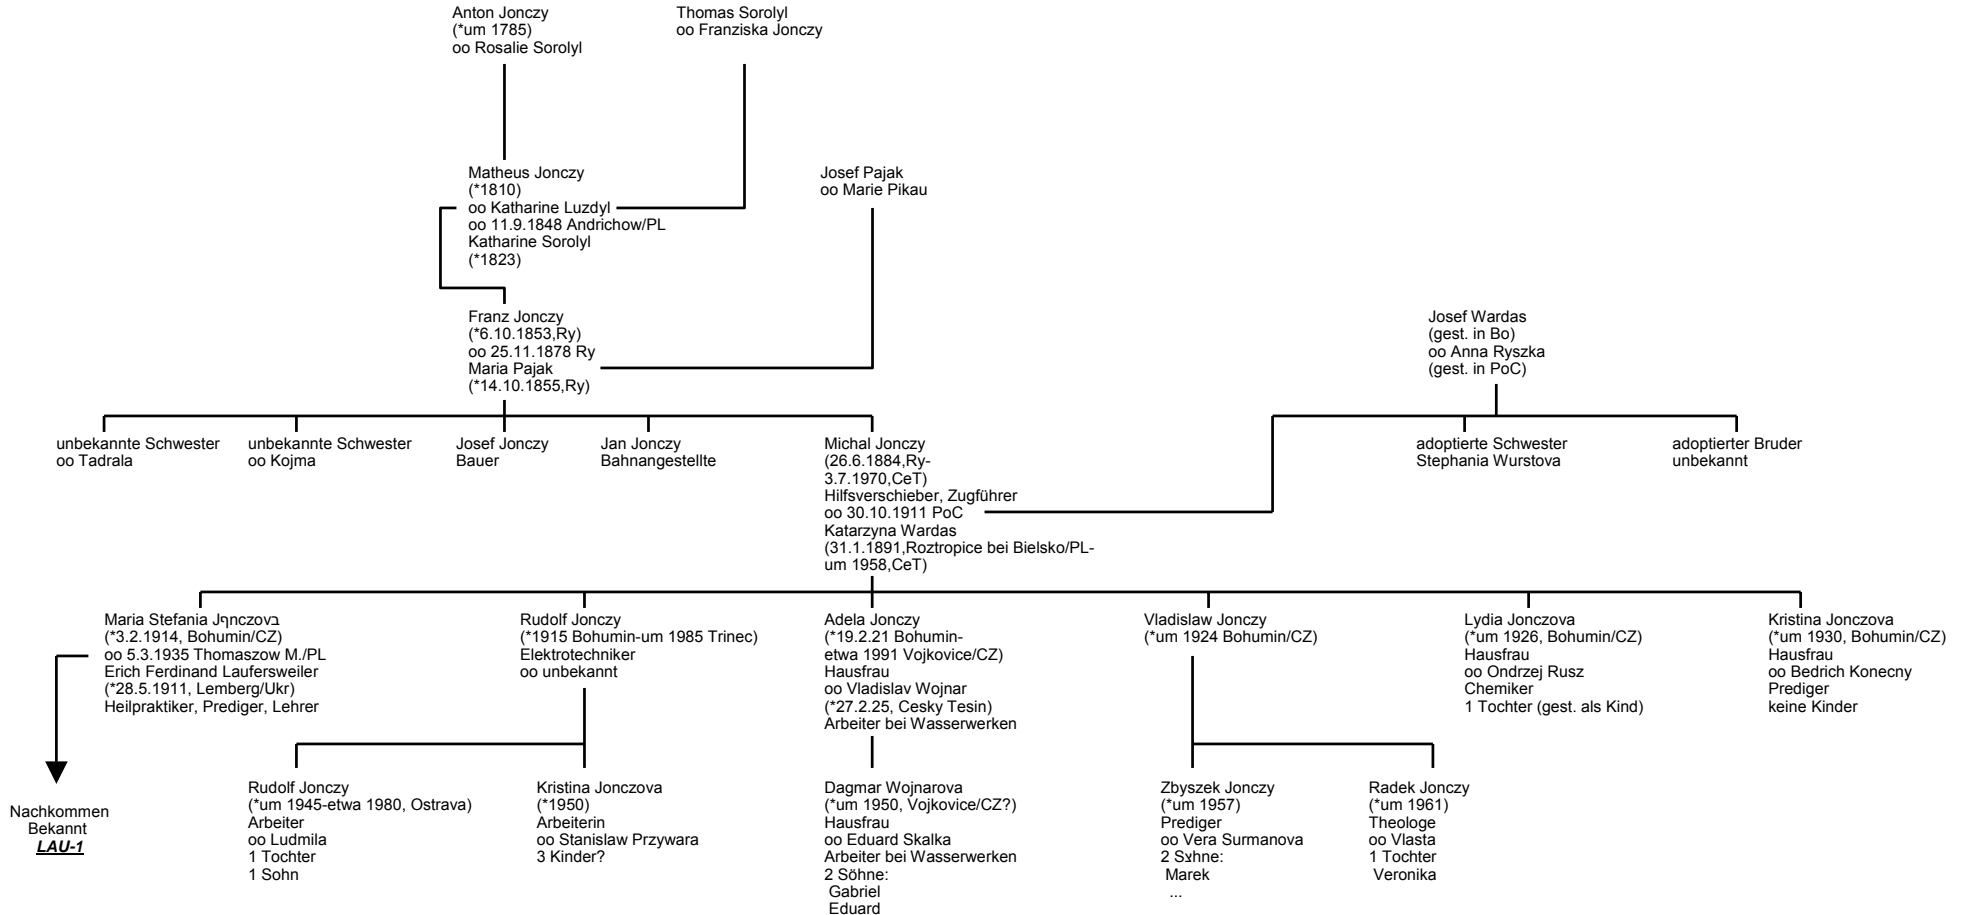 Anton Jonczy
(*um 1785)
oo Rosalie Sorolyl
Thomas Sorolyl
oo Franziska Jonczy
Matheus Jonczy
(*1810)
oo Katharine Luzdyl
oo 11.9.1848 Andrichow/PL
Katharine Sorolyl
(*1823)
Josef Pajak
oo Marie Pikau
Franz Jonczy
(*6.10.1853,Ry)
oo 25.11.1878 Ry
Maria Pajak
(*14.10.1855,Ry)
Josef Wardas
(gest. in Bo)
oo Anna Ryszka
(gest. in PoC)
unbekannte Schwester
oo Tadrala
unbekannte Schwester
oo Kojma
Josef Jonczy
Bauer
Jan Jonczy
Bahnangestellte
Michal Jonczy
(26.6.1884,Ry-
3.7.1970,CeT)
Hilfsverschieber, Zugführer
oo 30.10.1911 PoC
Katarzyna Wardas
(31.1.1891,Roztropice bei Bielsko/PL-
um 1958,CeT)
adoptierte Schwester
Stephania Wurstova
adoptierter Bruder
unbekannt
Maria Stefania Jףnczovב
(*3.2.1914, Bohumin/CZ)
oo 5.3.1935 Thomaszow M./PL
Erich Ferdinand Laufersweiler
(*28.5.1911, Lemberg/Ukr)
Heilpraktiker, Prediger, Lehrer
Rudolf Jonczy
(*1915 Bohumin-um 1985 Trinec)
Elektrotechniker
oo unbekannt
Adela Jonczy
(*19.2.21 Bohumin-
etwa 1991 Vojkovice/CZ)
Hausfrau
oo Vladislav Wojnar
(*27.2.25, Cesky Tesin)
Arbeiter bei Wasserwerken
Vladislaw Jonczy
(*um 1924 Bohumin/CZ)
Lydia Jonczova
(*um 1926, Bohumin/CZ)
Hausfrau
oo Ondrzej Rusz
Chemiker
1 Tochter (gest. als Kind)
Kristina Jonczova
(*um 1930, Bohumin/CZ)
Hausfrau
oo Bedrich Konecny
Prediger
keine Kinder
Nachkommen
Bekannt
LAU-1
Rudolf Jonczy
(*um 1945-etwa 1980, Ostrava)
Arbeiter
oo Ludmila
1 Tochter
1 Sohn
Kristina Jonczova
(*1950)
Arbeiterin
oo Stanislaw Przywara
3 Kinder?
Dagmar Wojnarova
(*um 1950, Vojkovice/CZ?)
Hausfrau
oo Eduard Skalka
Arbeiter bei Wasserwerken
2 Söhne:
Gabriel
Eduard
Zbyszek Jonczy
(*um 1957)
Prediger
oo Vera Surmanova
2 Sצhne:
Marek
...
Radek Jonczy
(*um 1961)
Theologe
oo Vlasta
1 Tochter
Veronika